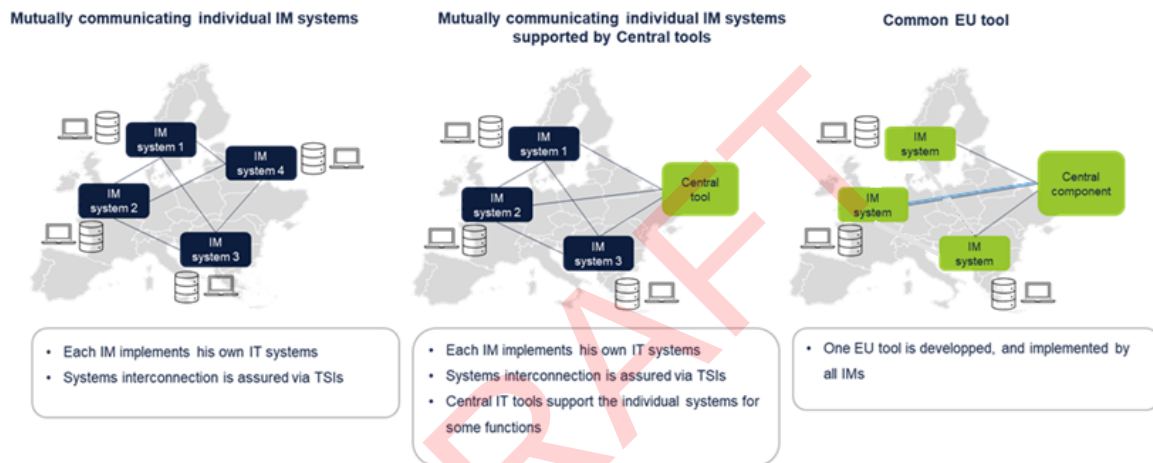 Mutually communicating individual IM systems
IM
system 1
IM
system 4
IM
system 2
IM
system 3
• Each IM implements his own IT systems
• Systems interconnection is assured via TSIs
Mutually communicating individual IM systems
supported by Central tools
IM
system 1
Central
tool
IM
system 2
IM
system 3
• Each IM implements his own IT systems
• Systems interconnection is assured via TSIs
• Central IT tools support the individual systems for
some functions
Common EU tool
IM
system
Central
component
IM
system
IM
system
• One EU tool is developped, and implemented by
all IMs
RAFT